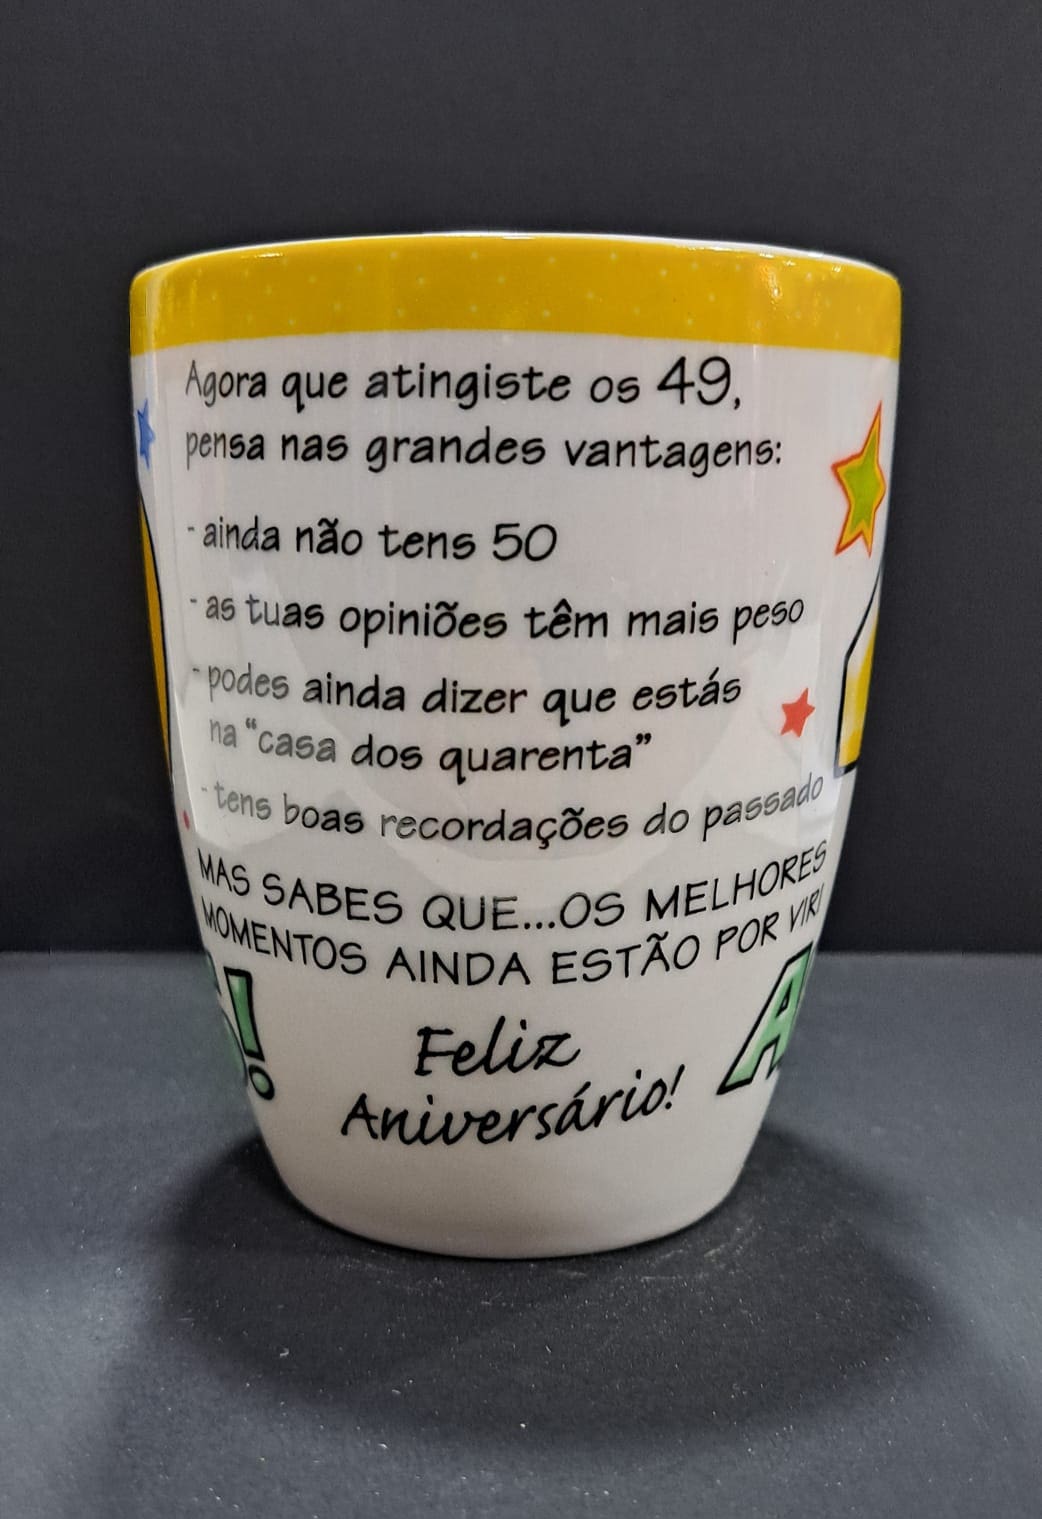 Agora que atingiste os 49,
pensa nas grandes vantagens:
- ainda não tens 50
- as tuas opiniões têm mais peso
- podes ainda dizer que estás
na "casa dos quarenta"
- tens boas recordações do passado
MAS SABES QUE...OS MELHORES
MOMENTOS AINDA ESTÃO POR VIR!
Feliz
Aniversário!